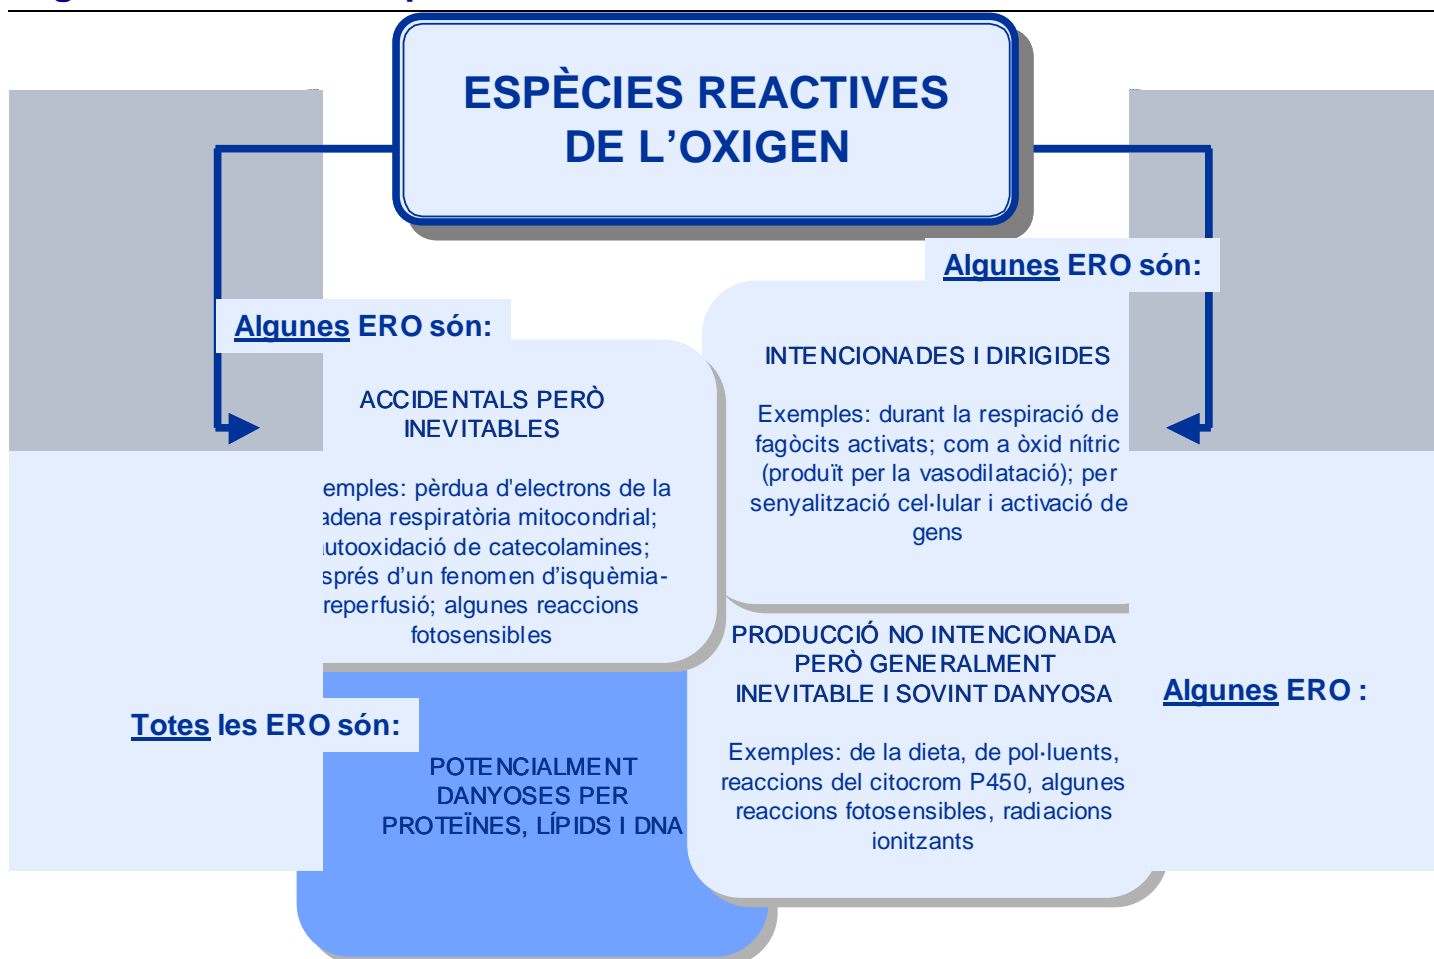 ESPÈCIES REACTIVES
DE L’OXIGEN
Algunes ERO són:
ACCIDENTALS PERÒ
INEVITABLES
emples: pèrdua d'electrons de la
adena respiratòria mitocondrial;
utooxidació de catecolamines;
sprés d’un fenomen d’isquèmia-
reperfusió; algunes reaccions
fotosensibles
Algunes ERO són:
INTENCIONADES I DIRIGIDES
Exemples: durant la respiració de
fagòcits activats; com a òxid nítric
(produït per la vasodilatació); per
senyalització cel·lular i activació de
gens
Totes les ERO són:
POTENCIALMENT
DANYOSES PER
PROTEÏNES, LÍPIDS I DNA
Algunes ERO :
PRODUCCIÓ NO INTENCIONADA
PERÒ GENERALMENT
INEVITABLE I SOVINT DANYOSA
Exemples: de la dieta, de pol·luents,
reaccions del citocrom P450, algunes
reaccions fotosensibles, radiacions
ionitzants